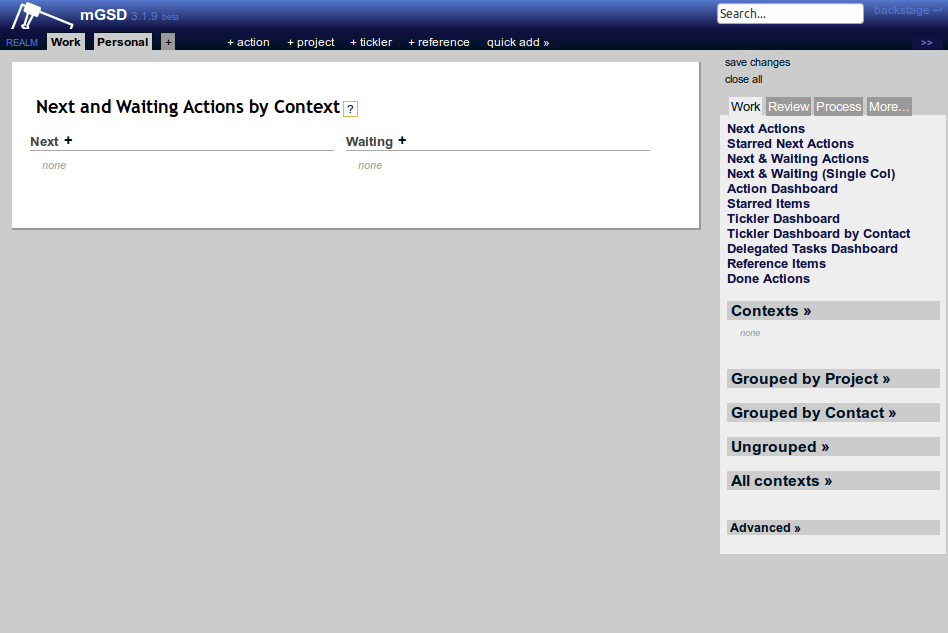 mGSD 3.1.9 beta
Search...
backstage ↩
REALM Work Personal +
+ action + project + tickler + reference quick add »
>>
Next and Waiting Actions by Context ?
Next +
none
Waiting +
none
save changes
close all
Work Review Process More...
Next Actions
Starred Next Actions
Next & Waiting Actions
Next & Waiting (Single Col)
Action Dashboard
Starred Items
Tickler Dashboard
Tickler Dashboard by Contact
Delegated Tasks Dashboard
Reference Items
Done Actions
Contexts »
none
Grouped by Project »
Grouped by Contact »
Ungrouped »
All contexts »
Advanced »